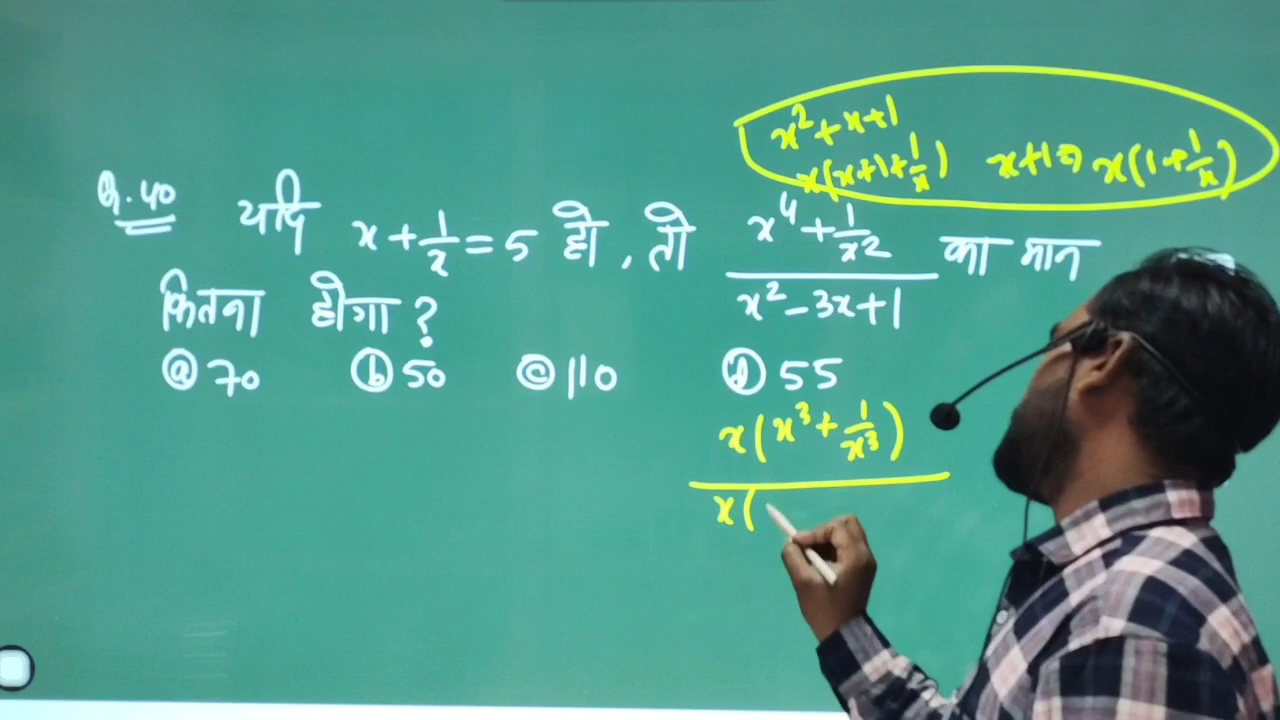 x²+x+1
x(x+1+1/x) x+1⇒ x(1+1/x)
Q.40 यदि x+1/x=5 हो, तो (x⁴+1/x²)/(x²-3x+1) का मान
कितना होगा?
ⓐ 70 ⓑ 50 ⓒ 110 ⓓ 55
x(x³+1/x³)
x(